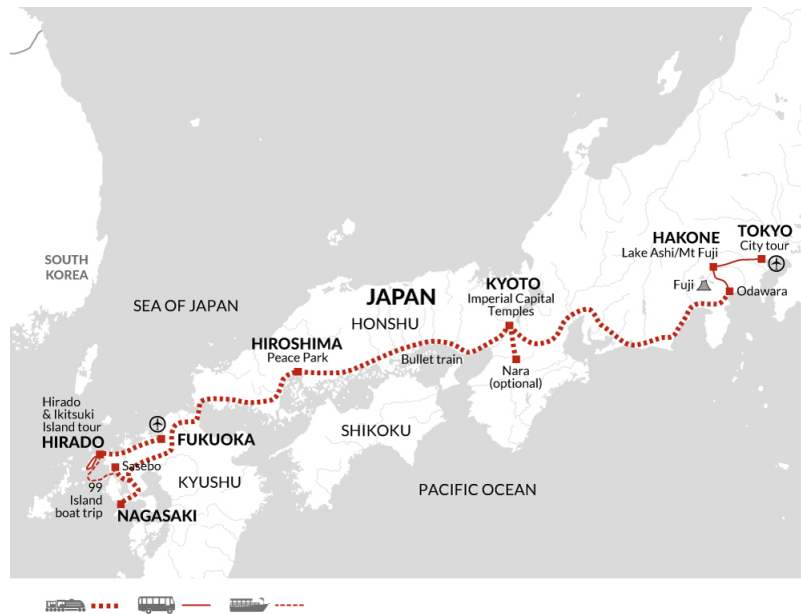 TOKYO
City tour
HAKONE
Lake Ashi/Mt Fuji
Fuji
Odawara
SOUTH
KOREA
SEA OF JAPAN
JAPAN
HONSHU
KYOTO
Imperial Capital
Temples
HIROSHIMA
Peace Park
Bullet train
Nara
(optional)
Hirado
& Ikitsuki
Island tour
HIRADO
FUKUOKA
Sasebo
SHIKOKU
KYUSHU
99
Island
boat trip
NAGASAKI
PACIFIC OCEAN